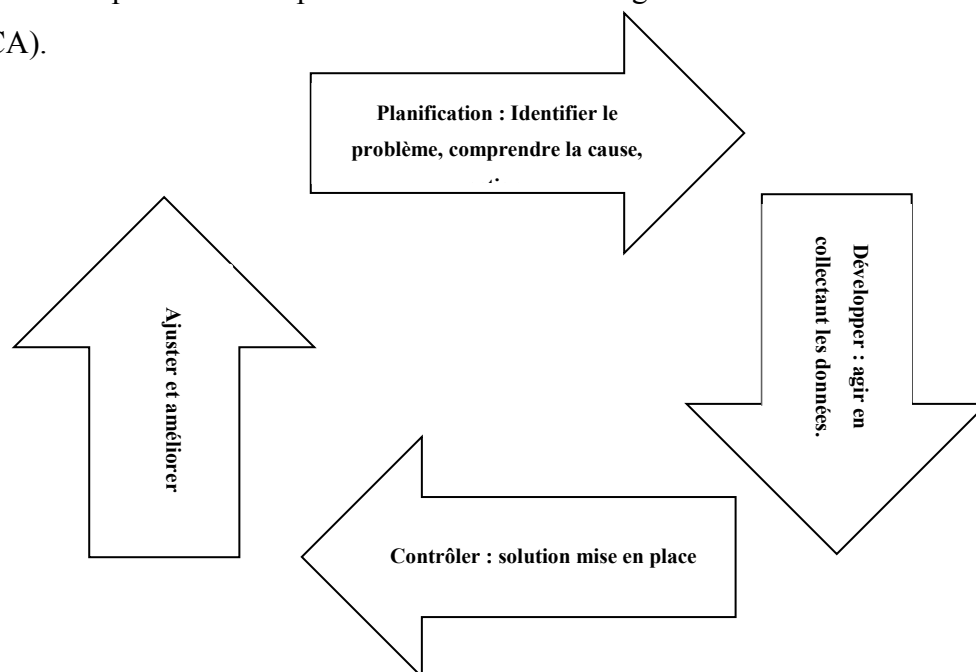 CA).
Planification : Identifier le
problème, comprendre la cause,
Développer : agir en
collectant les données.
Contrôler : solution mise en place
Ajuster et améliorer